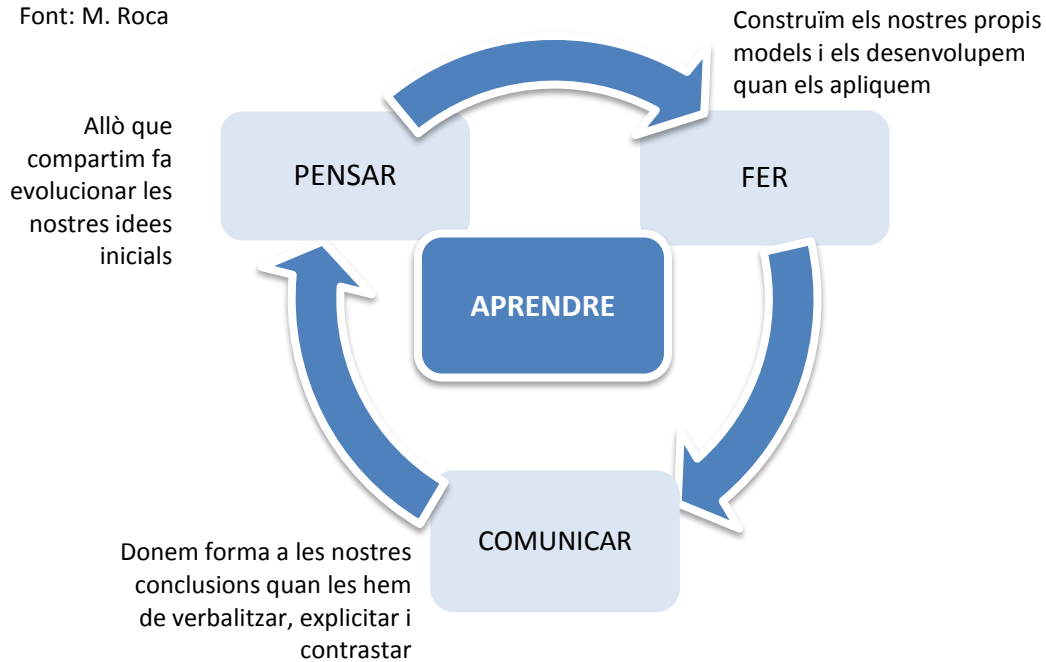 Font: M. Roca
Construïm els nostres propis
models i els desenvolupem
quan els apliquem
Allò que
compartim fa
evolucionar les
nostres idees
inicials
PENSAR
FER
APRENDRE
COMUNICAR
Donem forma a les nostres
conclusions quan les hem
de verbalitzar, explicitar i
contrastar